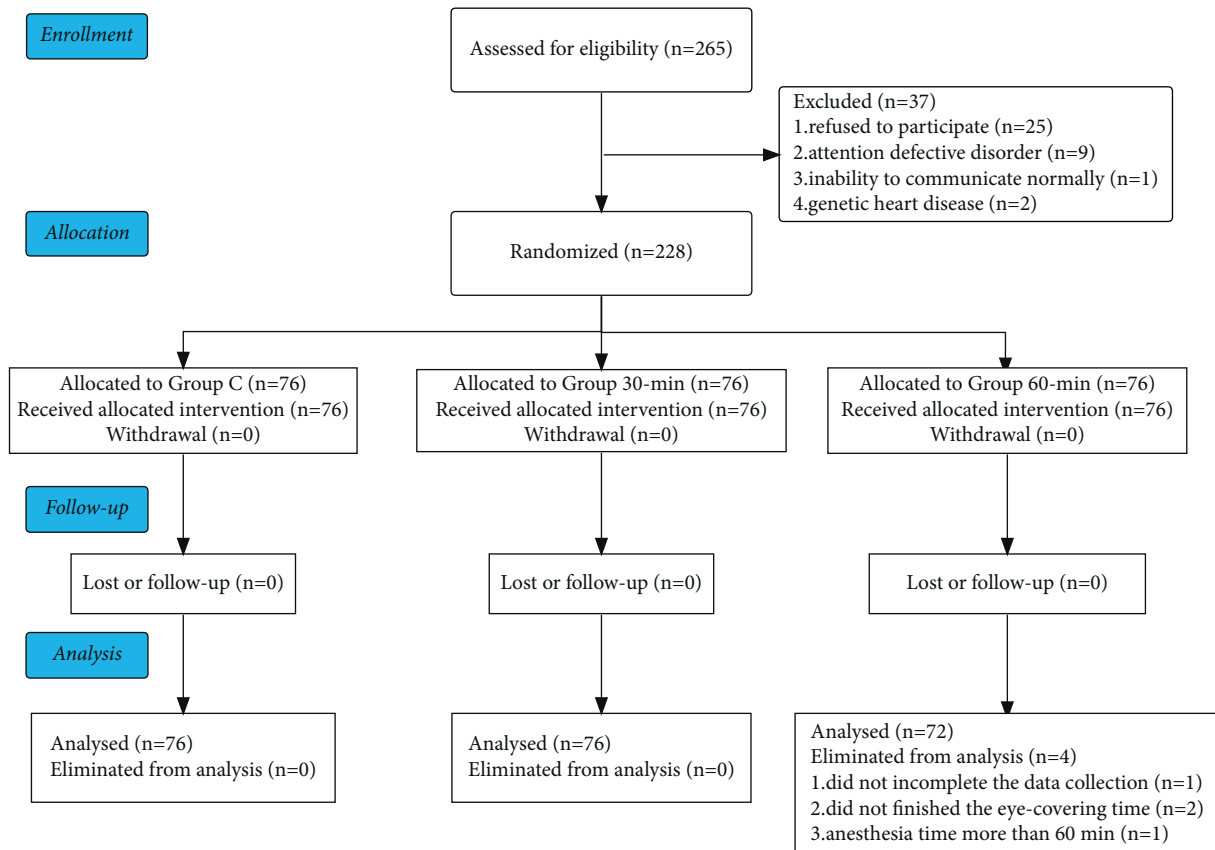 Enrollment
Assessed for eligibility (n=265)
Excluded (n=37)
1.refused to participate (n=25)
2.attention defective disorder (n=9)
3.inability to communicate normally (n=1)
4.genetic heart disease (n=2)
Allocation
Randomized (n=228)
Allocated to Group C (n=76)
Received allocated intervention (n=76)
Withdrawal (n=0)
Allocated to Group 30-min (n=76)
Received allocated intervention (n=76)
Withdrawal (n=0)
Allocated to Group 60-min (n=76)
Received allocated intervention (n=76)
Withdrawal (n=0)
Follow-up
Lost or follow-up (n=0)
Lost or follow-up (n=0)
Lost or follow-up (n=0)
Analysis
Analysed (n=76)
Eliminated from analysis (n=0)
Analysed (n=76)
Eliminated from analysis (n=0)
Analysed (n=72)
Eliminated from analysis (n=4)
1.did not incomplete the data collection (n=1)
2.did not finished the eye-covering time (n=2)
3.anesthesia time more than 60 min (n=1)